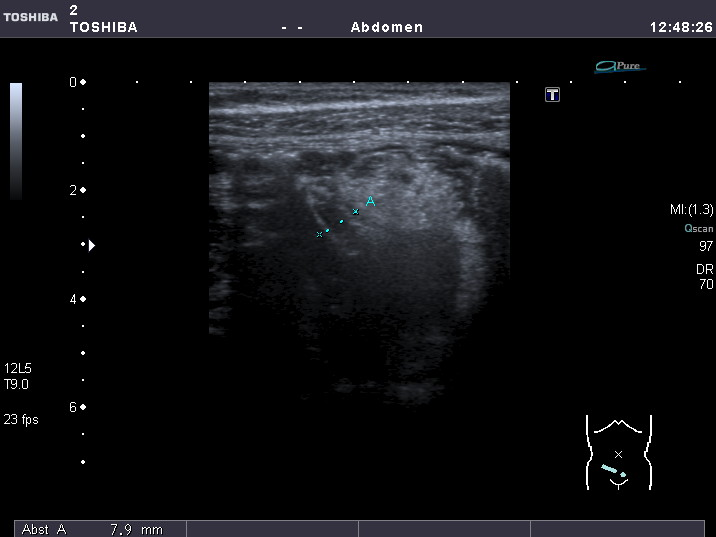 TOSHIBA
2
TOSHIBA - - Abdomen 12:48:26
aPure
T
0
2
4
6
A
MI:(1.3)
Qscan
97
DR
70
12L5
T9.0
23 fps
Abst A 7.9 mm